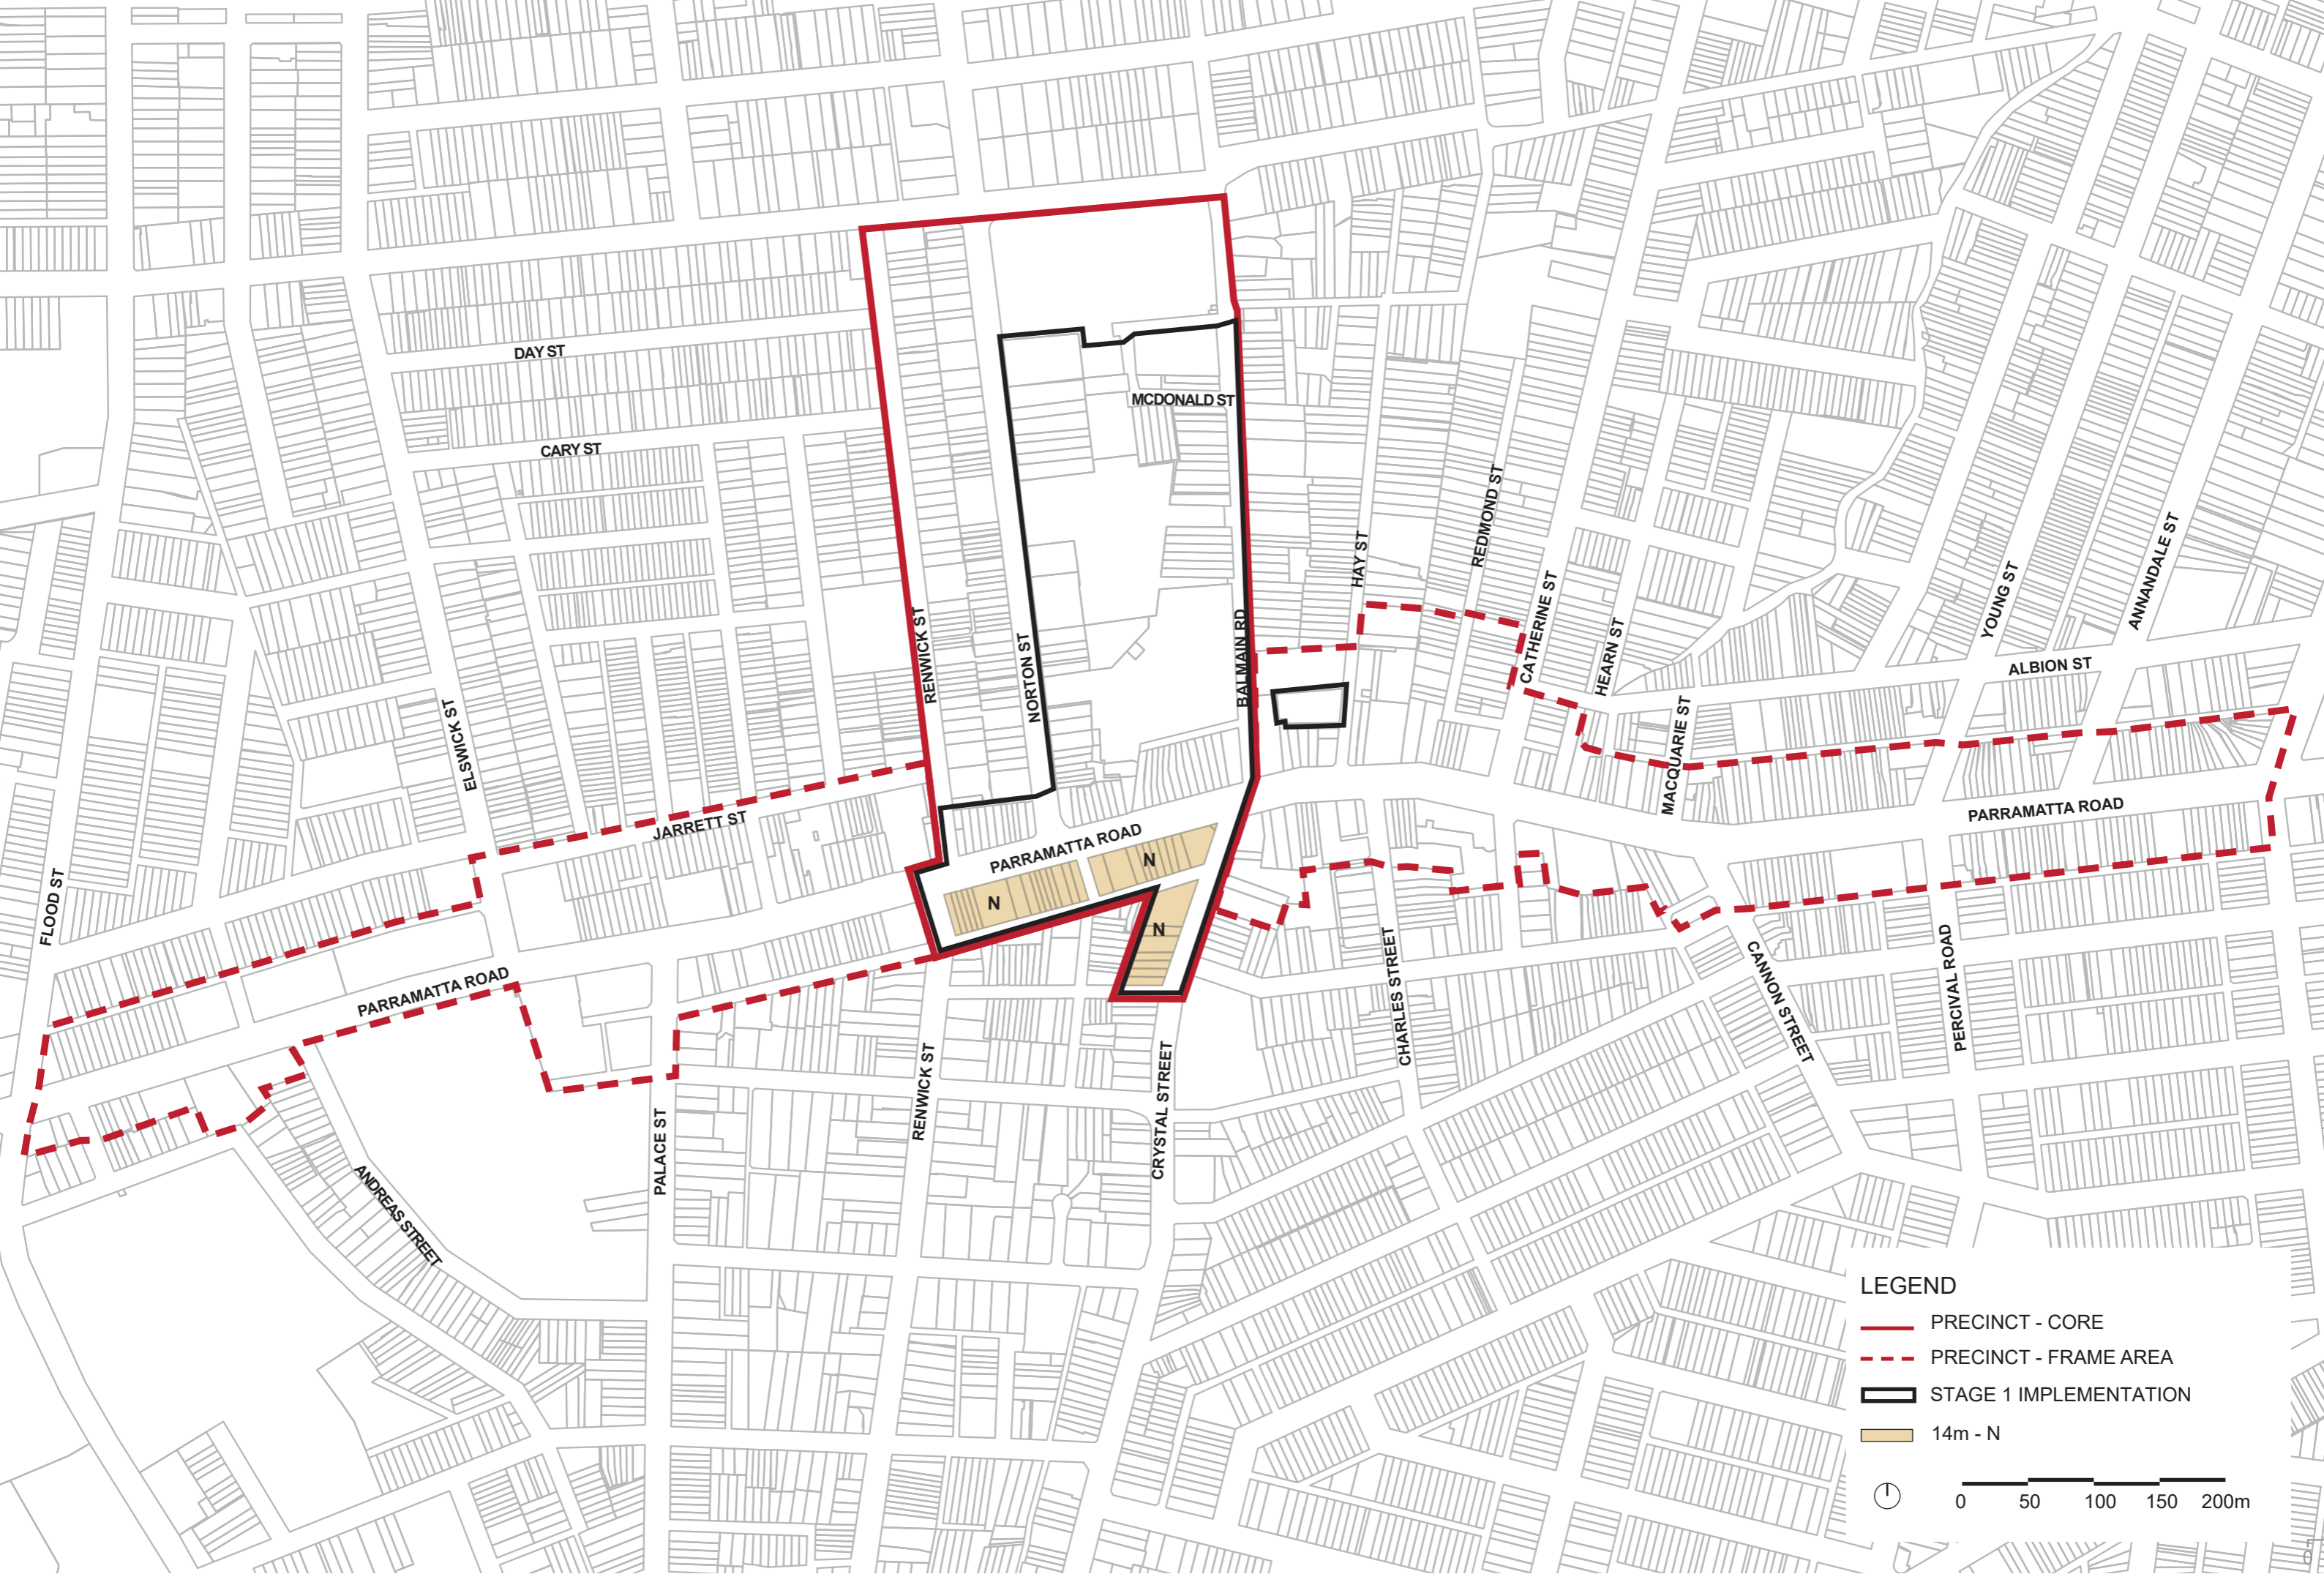 DAY ST
MCDONALD ST
CARY ST
REDMOND ST
HAY ST
ANNANDALE ST
YOUNG ST
CATHERINE ST
RENWICK ST
NORTON ST
BALMAIN RD
HEARN ST
ALBION ST
MACQUARIE ST
ELSWICK ST
JARRETT ST
PARRAMATTA ROAD
PARRAMATTA ROAD
N
N
N
FLOOD ST
PARRAMATTA ROAD
CHARLES STREET
CANNON STREET
PERCIVAL ROAD
RENWICK ST
CRYSTAL STREET
PALACE ST
ANDREAS STREET
LEGEND
PRECINCT - CORE
PRECINCT - FRAME AREA
STAGE 1 IMPLEMENTATION
14m - N
0 50 100 150 200m